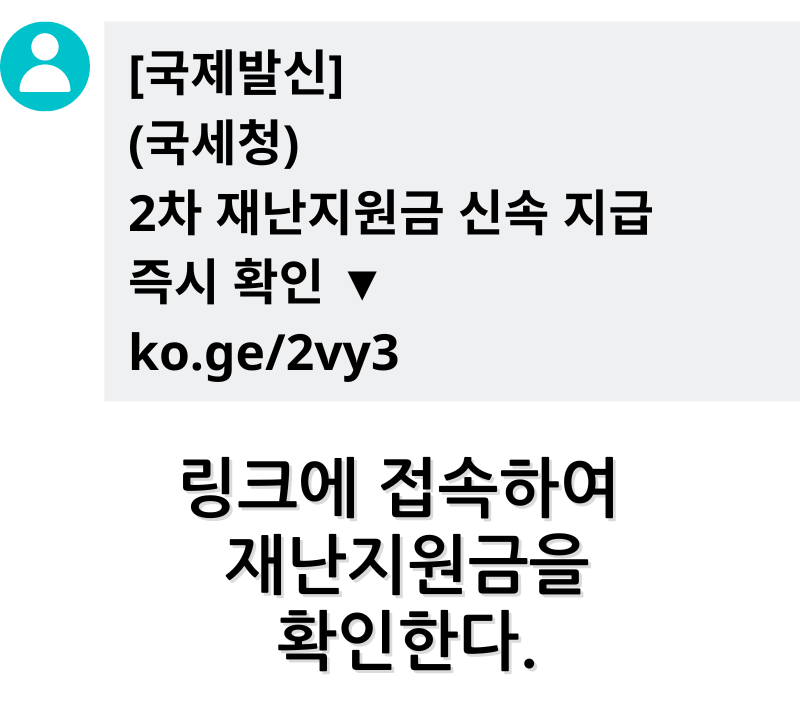 [국제발신]
(국세청)
2차 재난지원금 신속 지급
즉시 확인 ▼
ko.ge/2vy3
링크에 접속하여
재난지원금을
확인한다.